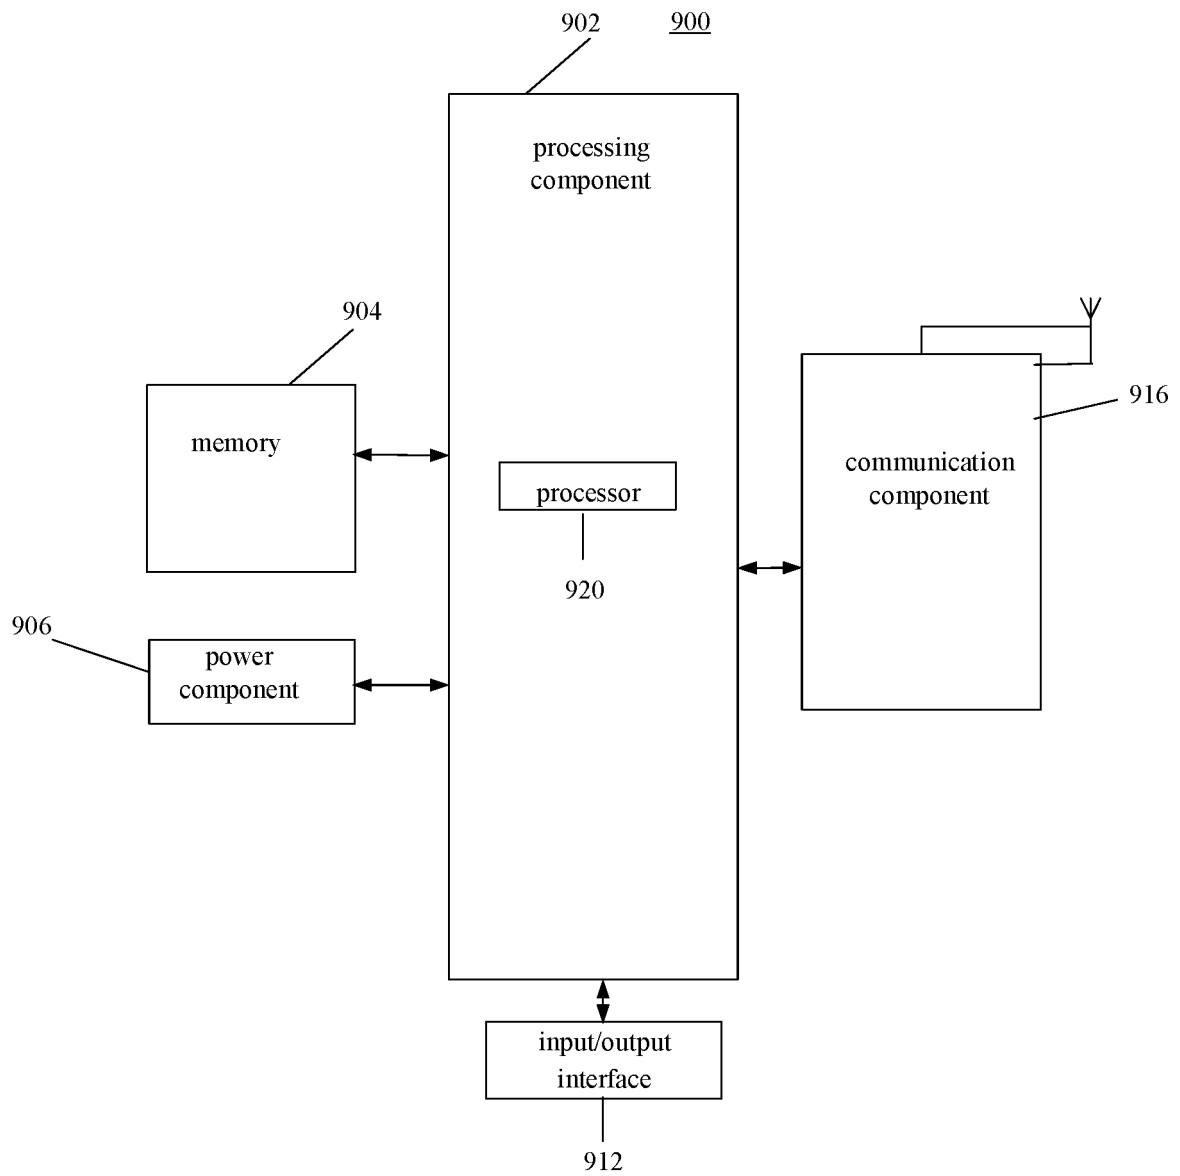 902
900
processing
component
904
memory
916
communication
component
processor
920
906
power
component
input/output
interface
912